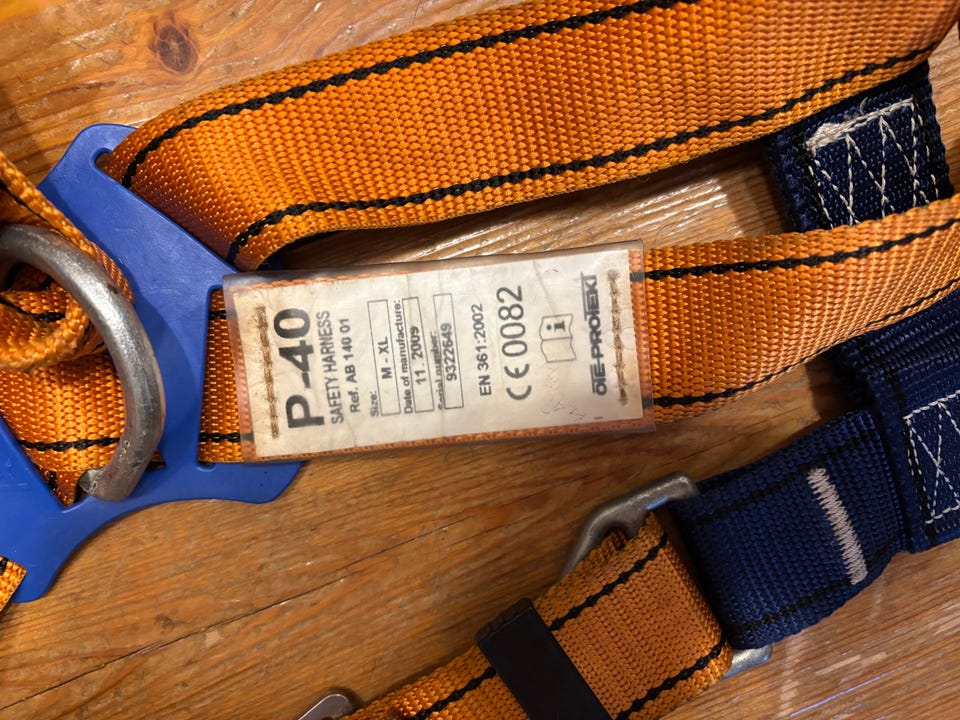 P-40
SAFETY HARNESS
Ref. AB 140 01
Size:
M - XL
Date of manufacture:
11. 2009
Serial number:
9322649
EN 361:2002
CE 0082
i
PROTEKT